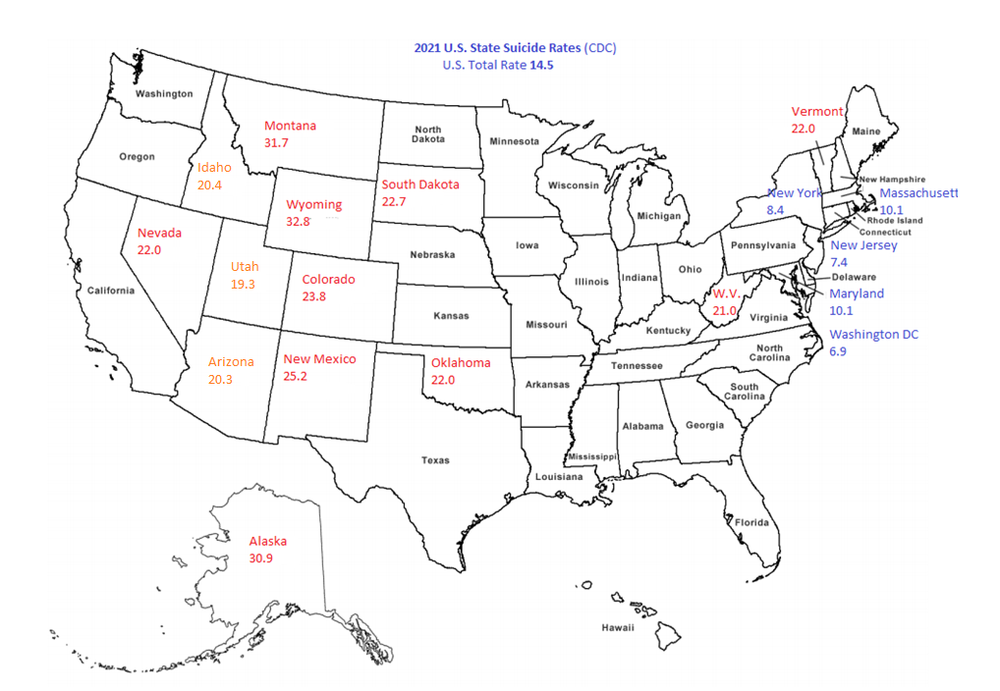 2021 U.S. State Suicide Rates (CDC)
U.S. Total Rate 14.5
Washington
Oregon
California
Idaho
20.4
Nevada
22.0
Montana
31.7
Wyoming
32.8
Utah
19.3
Colorado
23.8
Arizona
20.3
New Mexico
25.2
North
Dakota
South Dakota
22.7
Nebraska
Kansas
Oklahoma
22.0
Texas
Minnesota
Iowa
Missouri
Arkansas
Louisiana
Wisconsin
Illinois
Michigan
Indiana
Ohio
Kentucky
Tennessee
Mississippi
Alabama
Georgia
Florida
South
Carolina
North
Carolina
Virginia
W.V.
21.0
Pennsylvania
New York
8.4
Vermont
22.0
Maine
New Hampshire
Massachusett
10.1
Rhode Island
Connecticut
New Jersey
7.4
Delaware
Maryland
10.1
Washington DC
6.9
Alaska
30.9
Hawaii